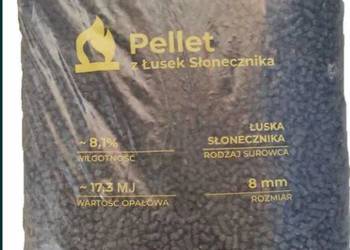 Pellet
z Łusek Słonecznika
~ 8,1%
WILGOTNOŚĆ
ŁUSKA
SŁONECZNIKA
RODZAJ SUROWCA
~ 17,3 MJ
WARTOŚĆ OPAŁOWA
8 mm
ROZMIAR